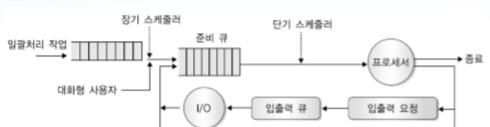 장기 스케줄러
단기 스케줄러
준비 큐
일괄처리 작업
프로세서
종료
대화형 사용자
I/O
입출력 큐
입출력 요청